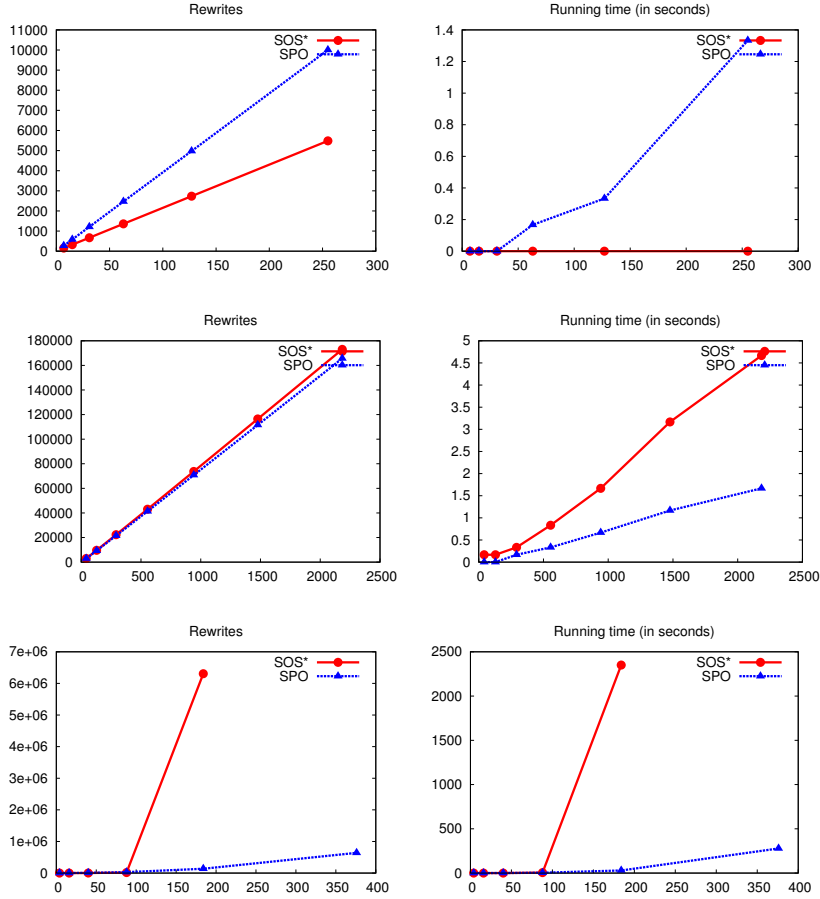 Rewrites
11000
10000
9000
8000
7000
6000
5000
4000
3000
2000
1000
0
0 50 100 150 200 250 300
SOS*
SPO
Running time (in seconds)
1.4
1.2
1
0.8
0.6
0.4
0.2
0
0 50 100 150 200 250 300
SOS*
SPO
Rewrites
180000
160000
140000
120000
100000
80000
60000
40000
20000
0
0 500 1000 1500 2000 2500
SOS*
SPO
Running time (in seconds)
5
4.5
4
3.5
3
2.5
2
1.5
1
0.5
0
0 500 1000 1500 2000 2500
SOS*
SPO
Rewrites
7e+06
6e+06
5e+06
4e+06
3e+06
2e+06
1e+06
0
0 50 100 150 200 250 300 350 400
SOS*
SPO
Running time (in seconds)
2500
2000
1500
1000
500
0
0 50 100 150 200 250 300 350 400
SOS*
SPO